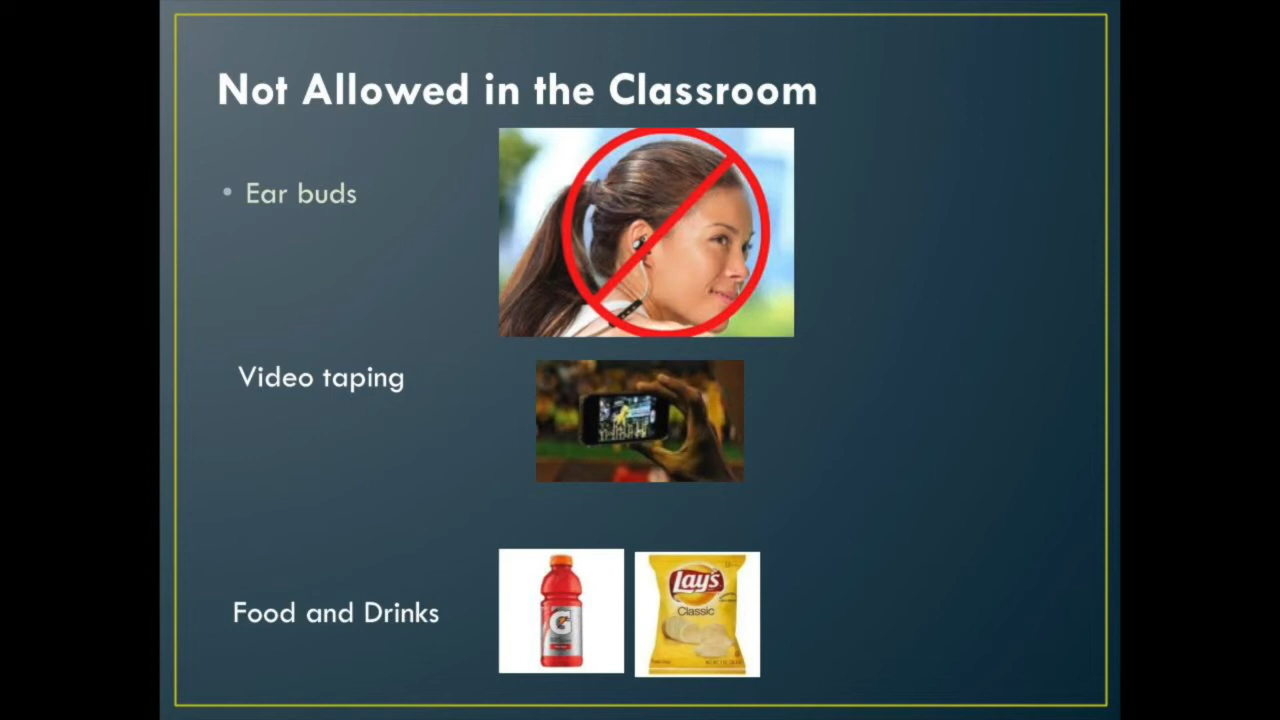 Not Allowed in the Classroom
• Ear buds
Video taping
Food and Drinks
G
Lay's
Classic